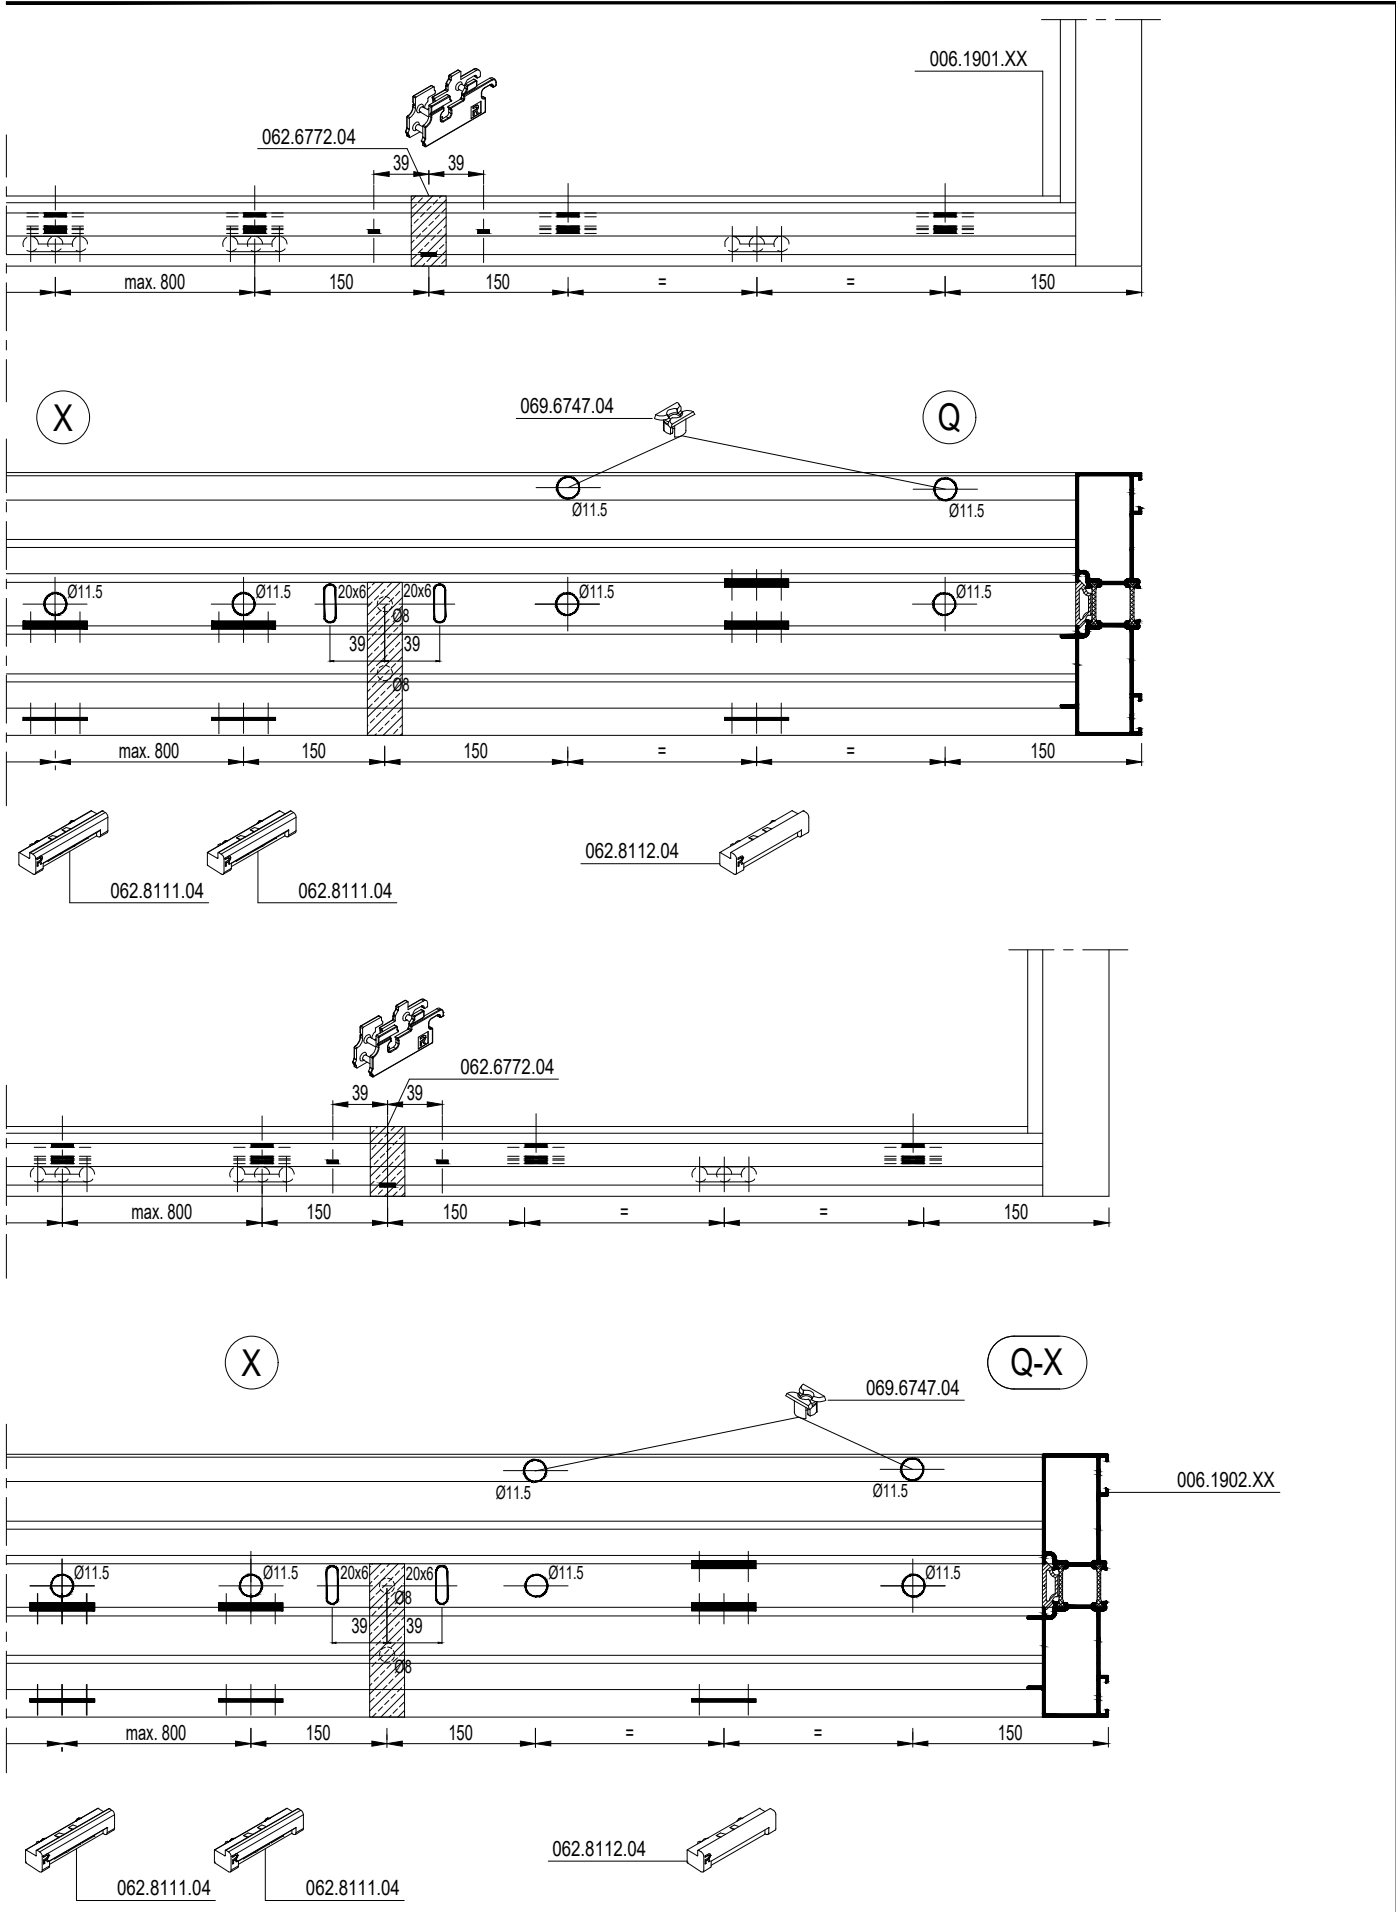 006.1901.XX
062.6772.04
39 39
max. 800 150 150 = = 150
X 069.6747.04 Q
Ø11.5 Ø11.5
Ø11.5 Ø11.5 20x6 20x6 Ø11.5 Ø11.5
Ø8
39 39
Ø8
max. 800 150 150 = = 150
062.8112.04
062.8111.04 062.8111.04
062.6772.04
39 39
max. 800 150 150 = = 150
X Q-X
069.6747.04
006.1902.XX
Ø11.5 Ø11.5
Ø11.5 Ø11.5 20x6 20x6 Ø11.5 Ø11.5
Ø8
39 39
Ø8
max. 800 150 150 = = 150
062.8112.04
062.8111.04 062.8111.04